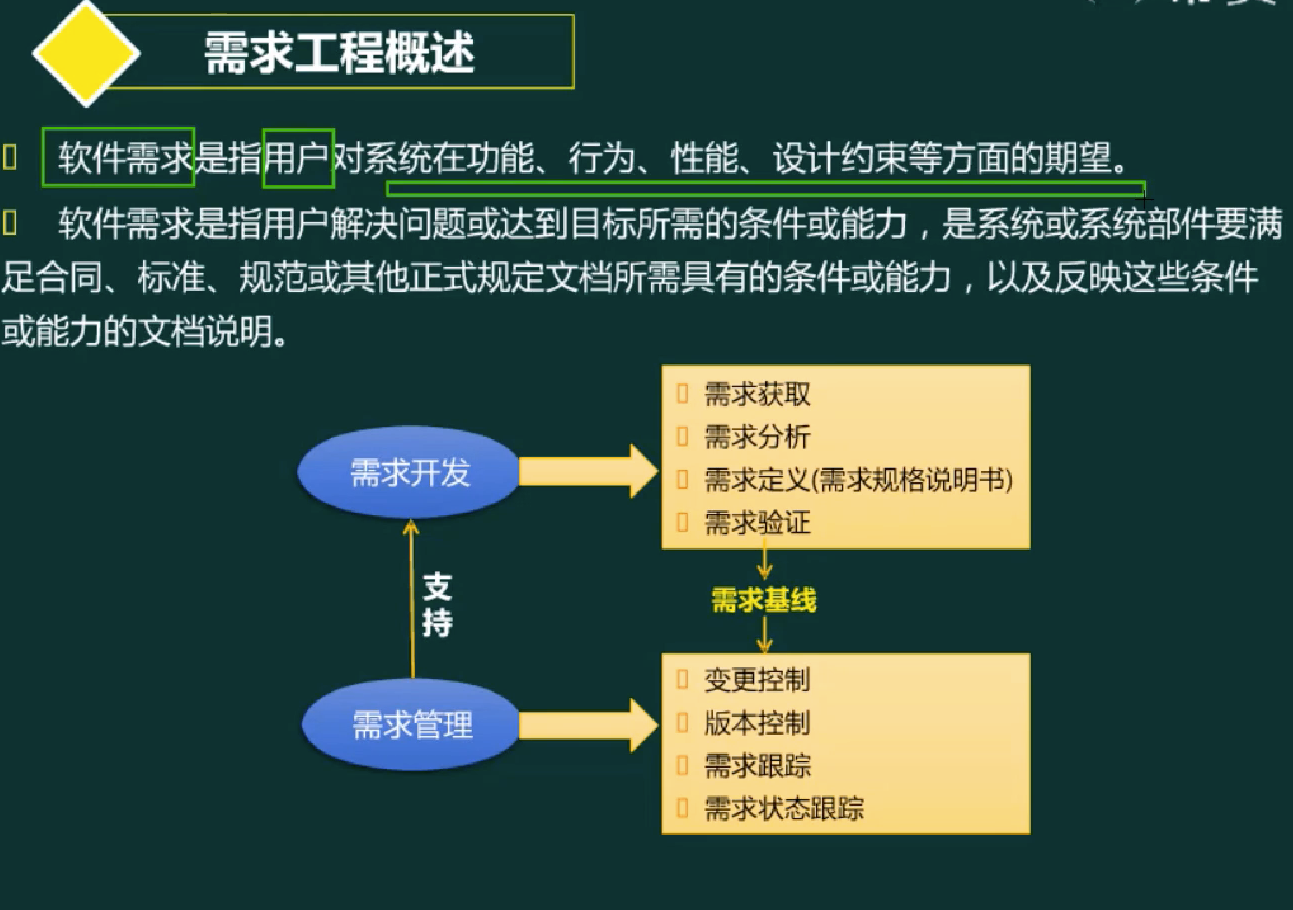 需求工程概述
软件需求是指用户对系统在功能、行为、性能、设计约束等方面的期望。
软件需求是指用户解决问题或达到目标所需的条件或能力，是系统或系统部件要满
足合同、标准、规范或其他正式规定文档所需具有的条件或能力，以及反映这些条件
或能力的文档说明。
需求获取
需求分析
需求定义(需求规格说明书)
需求验证
需求开发
支
持
需求基线
需求管理
变更控制
版本控制
需求跟踪
需求状态跟踪